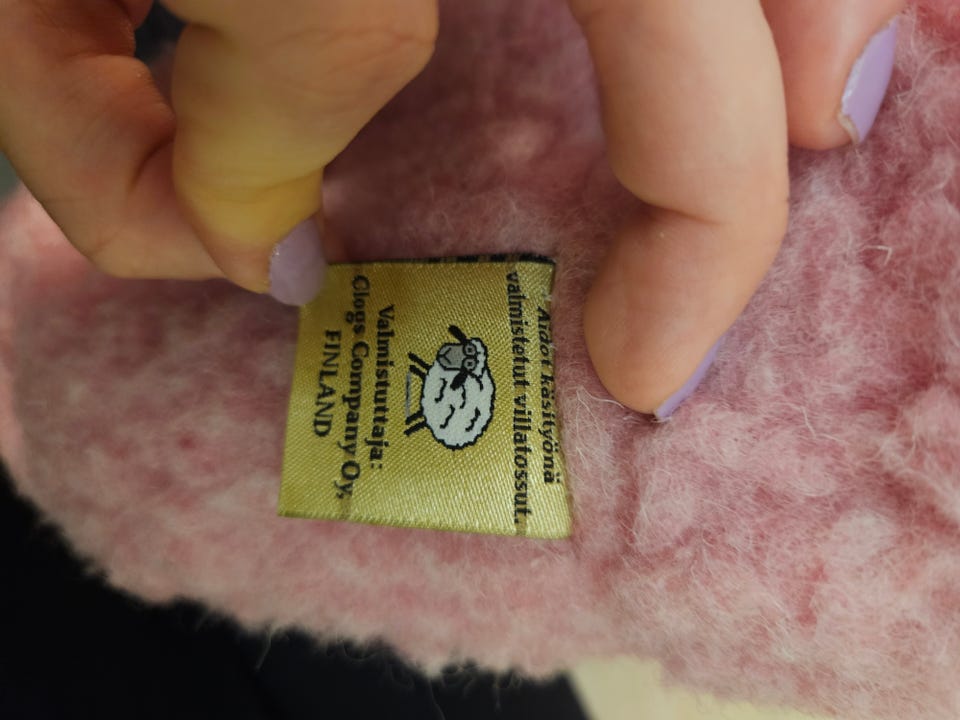 Aidot käsityönä
valmistetut villatossut.
Valmistuttaja:
Clogs Company Oy,
FINLAND